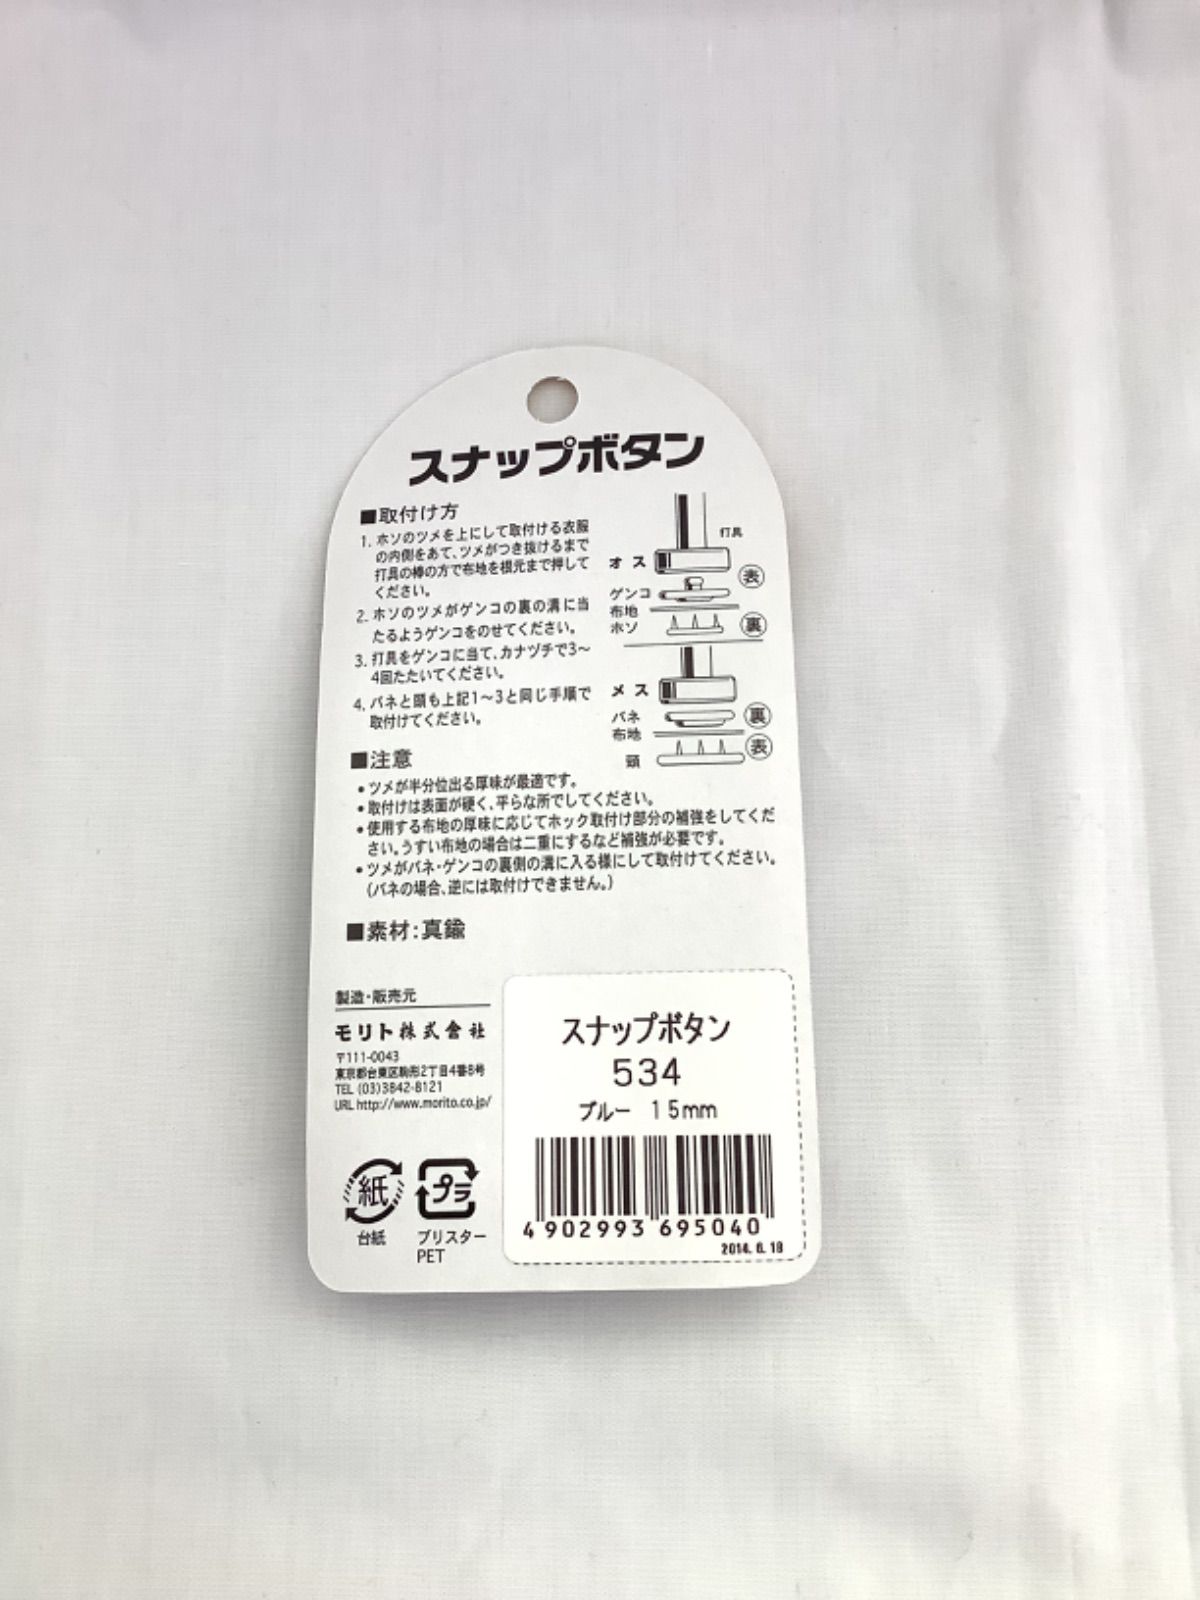 スナップボタン
■取付け方
1. ホソのツメを上にして取付ける衣服
の内側をあて、ツメがつき抜けるまで
打具の棒の方で布地を根元まで押して
ください。
2. ホソのツメがゲンコの裏の溝に当
たるようゲンコをのせてください。
3. 打具をゲンコに当て、カナヅチで3〜
4回たたいてください。
4. バネと頭も上記1〜3と同じ手順で
取付けてください。
打具
オス
表
ゲンコ
布地
ホソ
裏
メス
バネ
裏
布地
表
頭
■注意
• ツメが半分位出る厚味が最適です。
• 取付けは表面が硬く、平らな所でしてください。
• 使用する布地の厚味に応じてホック取付け部分の補強をしてくだ
さい。うすい布地の場合は二重にするなど補強が必要です。
• ツメがバネ・ゲンコの裏側の溝に入る様にして取付けてください。
(バネの場合、逆には取付けできません。)
■素材:真鍮
製造・販売元
モリト株式会社
〒111-0043
東京都台東区駒形2丁目4番8号
TEL (03)3842-8121
URL http://www.morito.co.jp/
紙
台紙
プラ
ブリスター
PET
スナップボタン
534
ブルー 15mm
4 902993 695040
2014. 6. 18